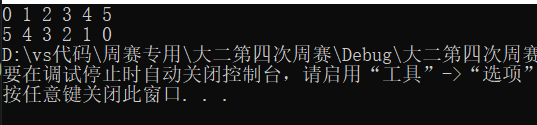 0 1 2 3 4 5
5 4 3 2 1 0
D:\vs代码\周赛专用\大二第四次周赛\Debug\大二第四次周赛
要在调试停止时自动关闭控制台，请启用“工具”->“选项”
按任意键关闭此窗口. . .